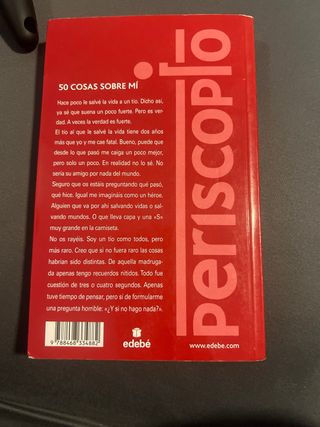 50 COSAS SOBRE MÍ
Hace poco le salvé la vida a un tío. Dicho así,
ya sé que suena un poco fuerte. Pero es ver-
dad. A veces la verdad es fuerte.
El tío al que le salvé la vida tiene dos años
más que yo y me cae fatal. Bueno, puede que
desde lo que pasó me caiga un poco mejor,
pero solo un poco. En realidad no lo sé. No
sería su amigo por nada del mundo.
Seguro que os estáis preguntando qué pasó,
qué hice. Igual me imagináis como un héroe.
Alguien que va por ahí salvando vidas o sal-
vando mundos. O que lleva capa y una «S»
muy grande en la camiseta.
No os rayéis. Soy un tío como todos, pero
más raro. Creo que si no fuera raro las cosas
habrían sido distintas. De aquella madruga-
da apenas tengo recuerdos nítidos. Todo fue
cuestión de tres o cuatro segundos. Apenas
tuve tiempo de pensar, pero sí de formularme
una pregunta horrible: «¿Y si no hago nada?».
periscopio
9 788468 334882
edebé
www.edebe.com